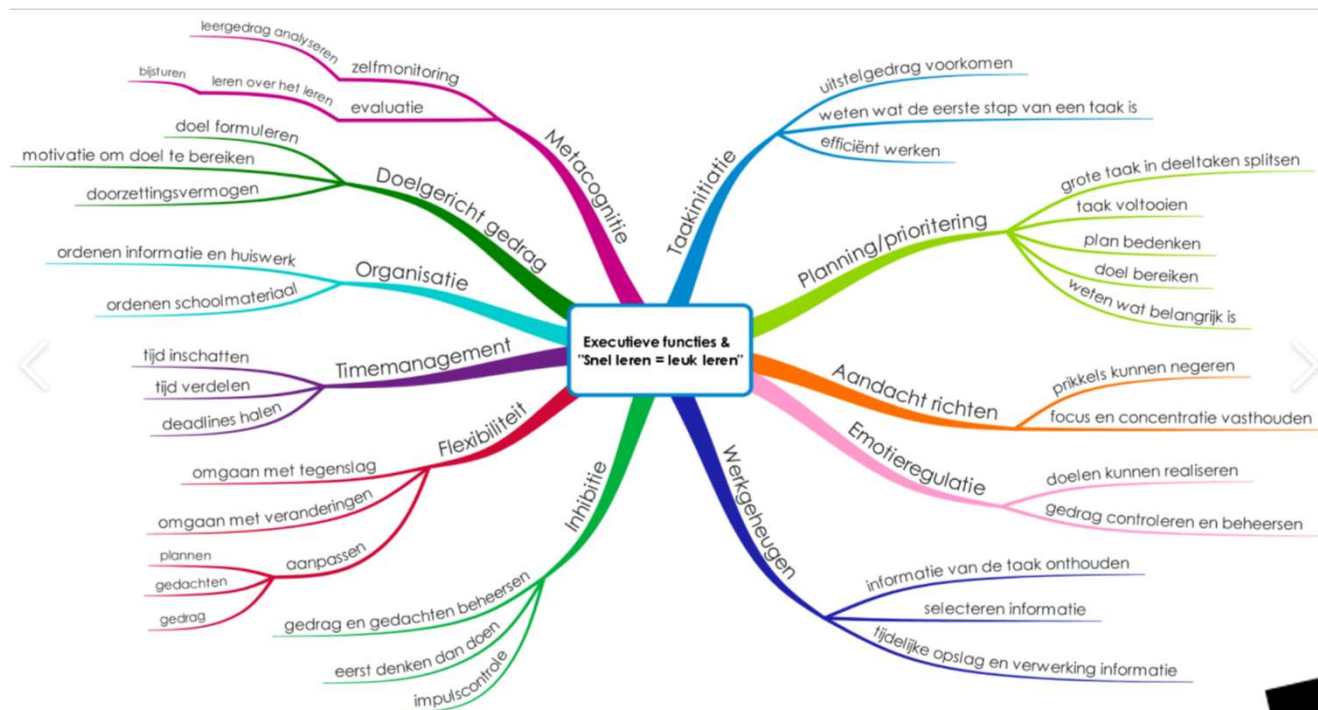 Executieve functies &
"Snel leren = leuk leren"
Taakinitiatie
uitstelgedrag voorkomen
weten wat de eerste stap van een taak is
efficiënt werken
Planning/prioritering
grote taak in deeltaken splitsen
taak voltooien
plan bedenken
doel bereiken
weten wat belangrijk is
Aandacht richten
prikkels kunnen negeren
focus en concentratie vasthouden
Emotieregulatie
doelen kunnen realiseren
gedrag controleren en beheersen
Werkgeheugen
informatie van de taak onthouden
selecteren informatie
tijdelijke opslag en verwerking informatie
Inhibitie
gedrag en gedachten beheersen
eerst denken dan doen
impulscontrole
Flexibiliteit
omgaan met tegenslag
omgaan met veranderingen
aanpassen
plannen
gedachten
gedrag
Timemanagement
tijd inschatten
tijd verdelen
deadlines halen
Organisatie
ordenen informatie en huiswerk
ordenen schoolmateriaal
Doelgericht gedrag
doel formuleren
motivatie om doel te bereiken
doorzettingsvermogen
Metacognitie
zelfmonitoring
leergedrag analyseren
evaluatie
leren over het leren
bijsturen